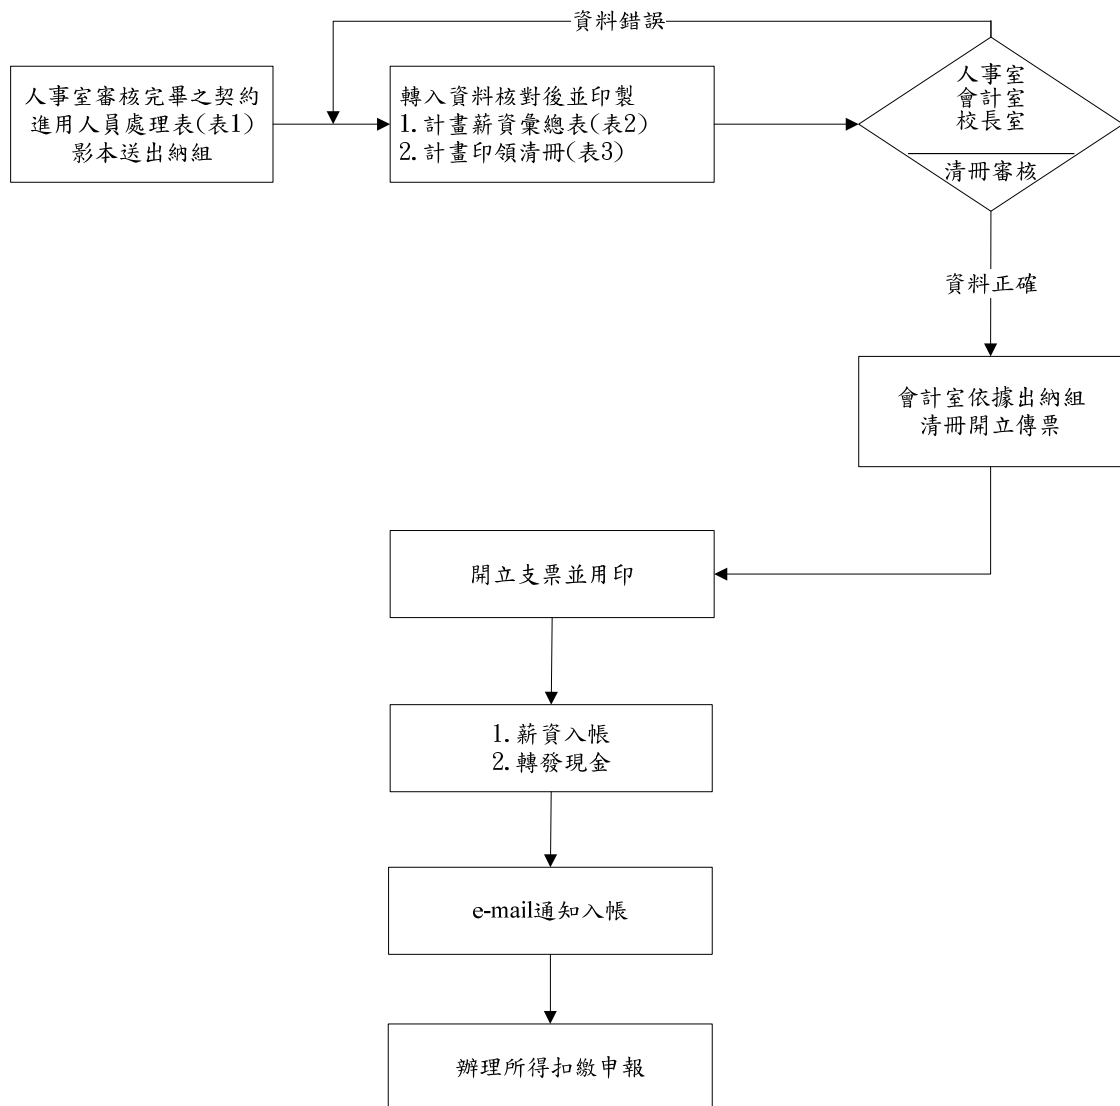 資料錯誤
人事室審核完畢之契約
進用人員處理表(表1)
影本送出納組
轉入資料核對後並印製
1.計畫薪資彙總表(表2)
2.計畫印領清冊(表3)
人事室
會計室
校長室
清冊審核
資料正確
會計室依據出納組
清冊開立傳票
開立支票並用印
1.薪資入帳
2.轉發現金
e-mail通知入帳
辦理所得扣繳申報